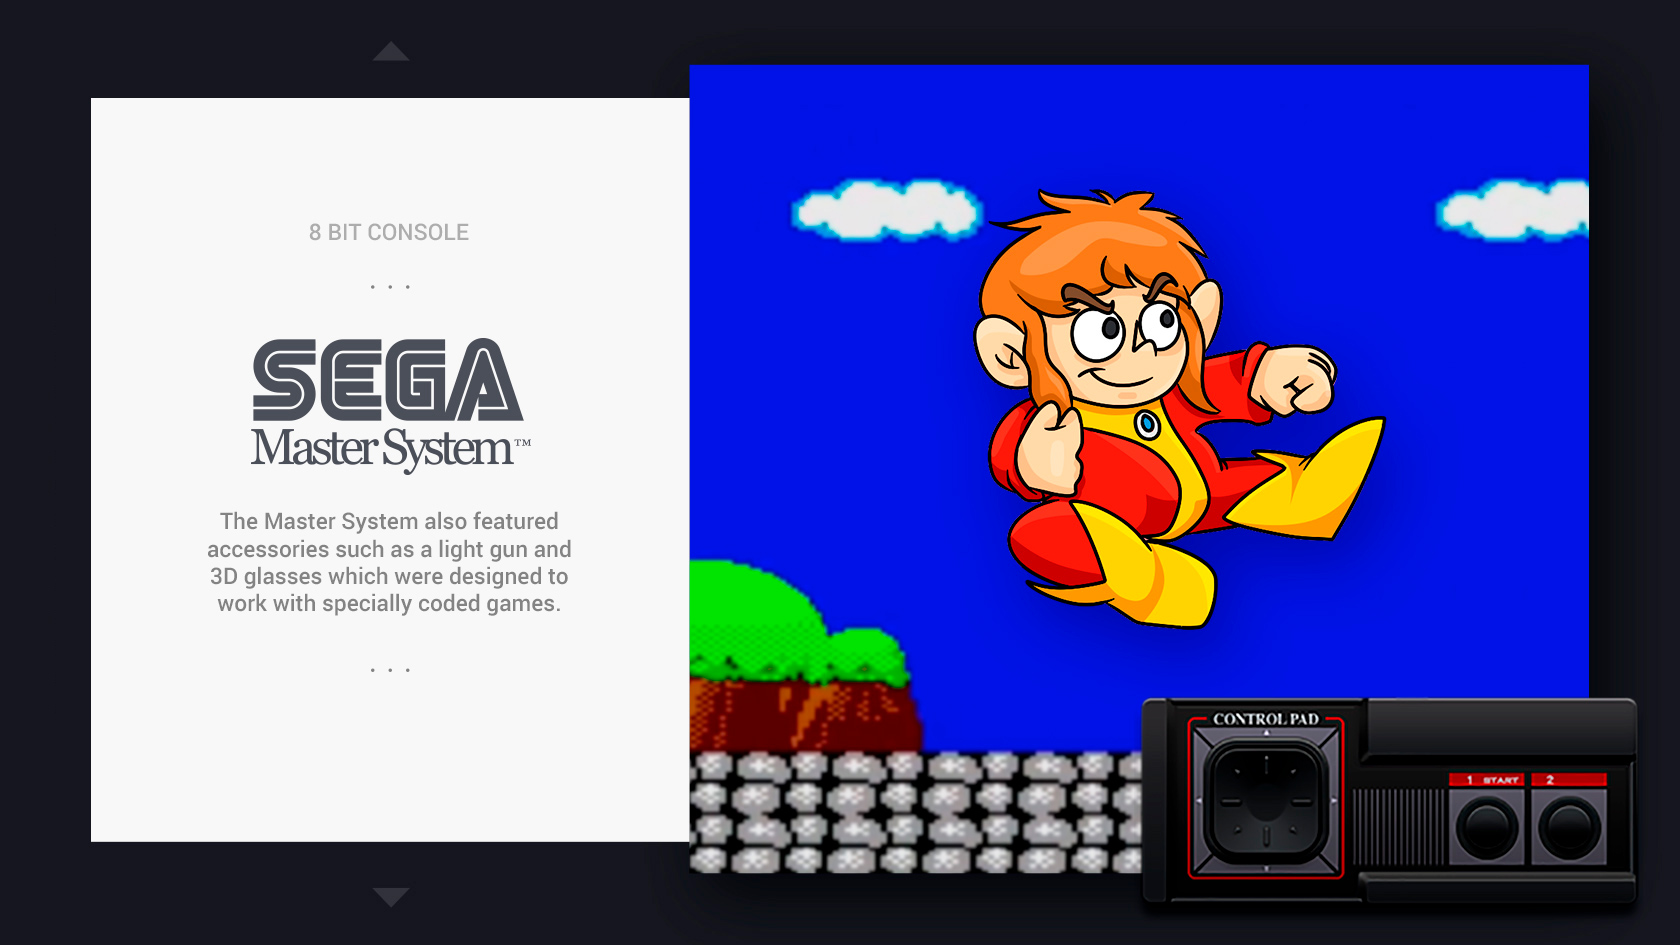 8 BIT CONSOLE
. . .
SEGA
Master System™
The Master System also featured
accessories such as a light gun and
3D glasses which were designed to
work with specially coded games.
. . .
CONTROL PAD
1 START 2